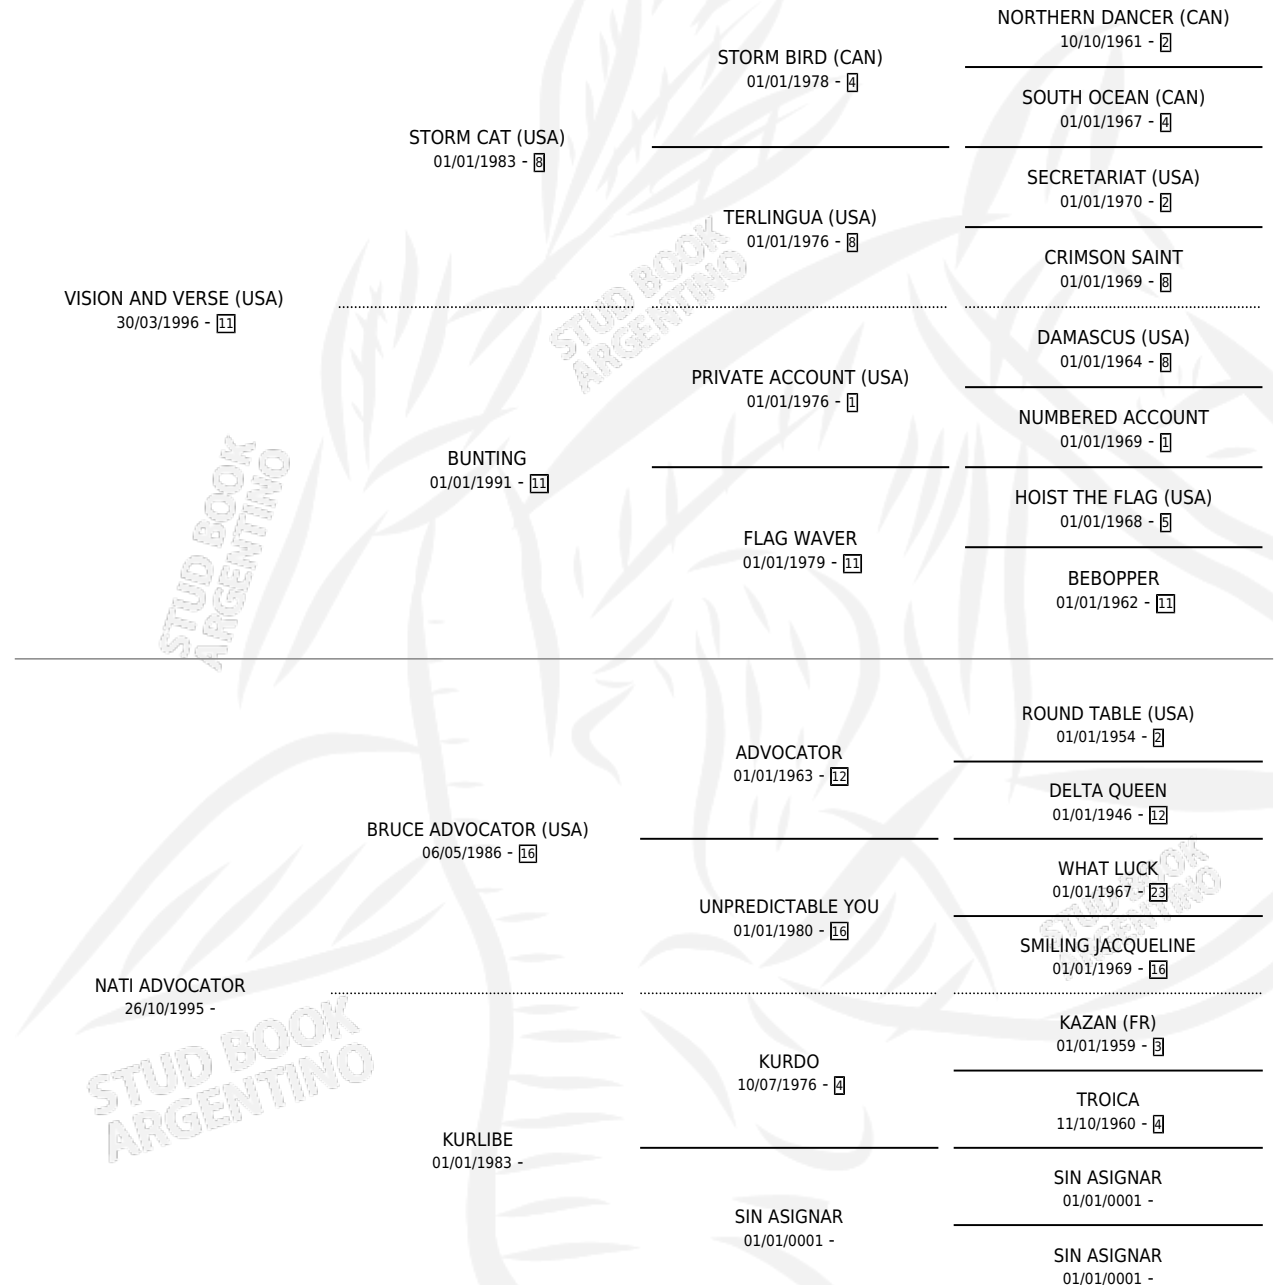 NORTHERN DANCER (CAN)
10/10/1961 - 2
STORM BIRD (CAN)
01/01/1978 - 4
SOUTH OCEAN (CAN)
01/01/1967 - 4
STORM CAT (USA)
01/01/1983 - 8
SECRETARIAT (USA)
01/01/1970 - 2
TERLINGUA (USA)
01/01/1976 - 8
CRIMSON SAINT
01/01/1969 - 8
VISION AND VERSE (USA)
30/03/1996 - 11
DAMASCUS (USA)
01/01/1964 - 8
PRIVATE ACCOUNT (USA)
01/01/1976 - 1
NUMBERED ACCOUNT
01/01/1969 - 1
BUNTING
01/01/1991 - 11
HOIST THE FLAG (USA)
01/01/1968 - 5
FLAG WAVER
01/01/1979 - 11
BEBOPPER
01/01/1962 - 11
ROUND TABLE (USA)
01/01/1954 - 2
ADVOCATOR
01/01/1963 - 12
DELTA QUEEN
01/01/1946 - 12
BRUCE ADVOCATOR (USA)
06/05/1986 - 16
WHAT LUCK
01/01/1967 - 23
UNPREDICTABLE YOU
01/01/1980 - 16
SMILING JACQUELINE
01/01/1969 - 16
NATI ADVOCATOR
26/10/1995 -
KAZAN (FR)
01/01/1959 - 3
KURDO
10/07/1976 - 4
TROICA
11/10/1960 - 4
KURLIBE
01/01/1983 -
SIN ASIGNAR
01/01/0001 -
SIN ASIGNAR
01/01/0001 -
SIN ASIGNAR
01/01/0001 -
STUD BOOK
ARGENTINO
STUD BOOK
ARGENTINO
STUD BOOK
ARGENTINO
STUD BOOK
ARGENTINO